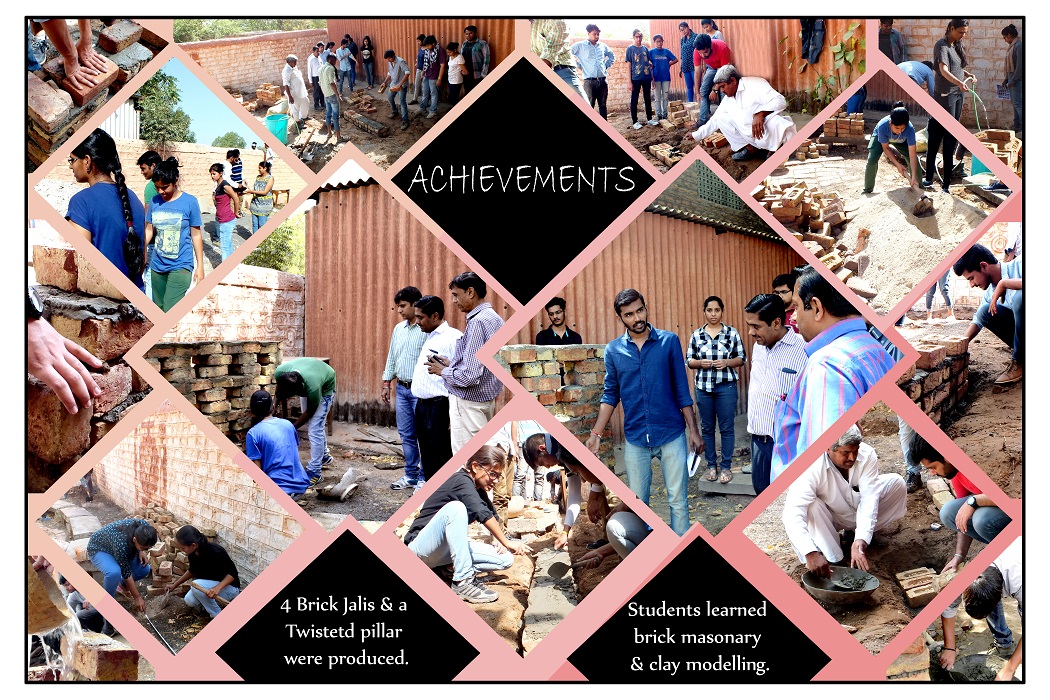 ACHIEVEMENTS
4 Brick Jalis & a
Twistetd pillar
were produced.
Students learned
brick masonary
& clay modelling.